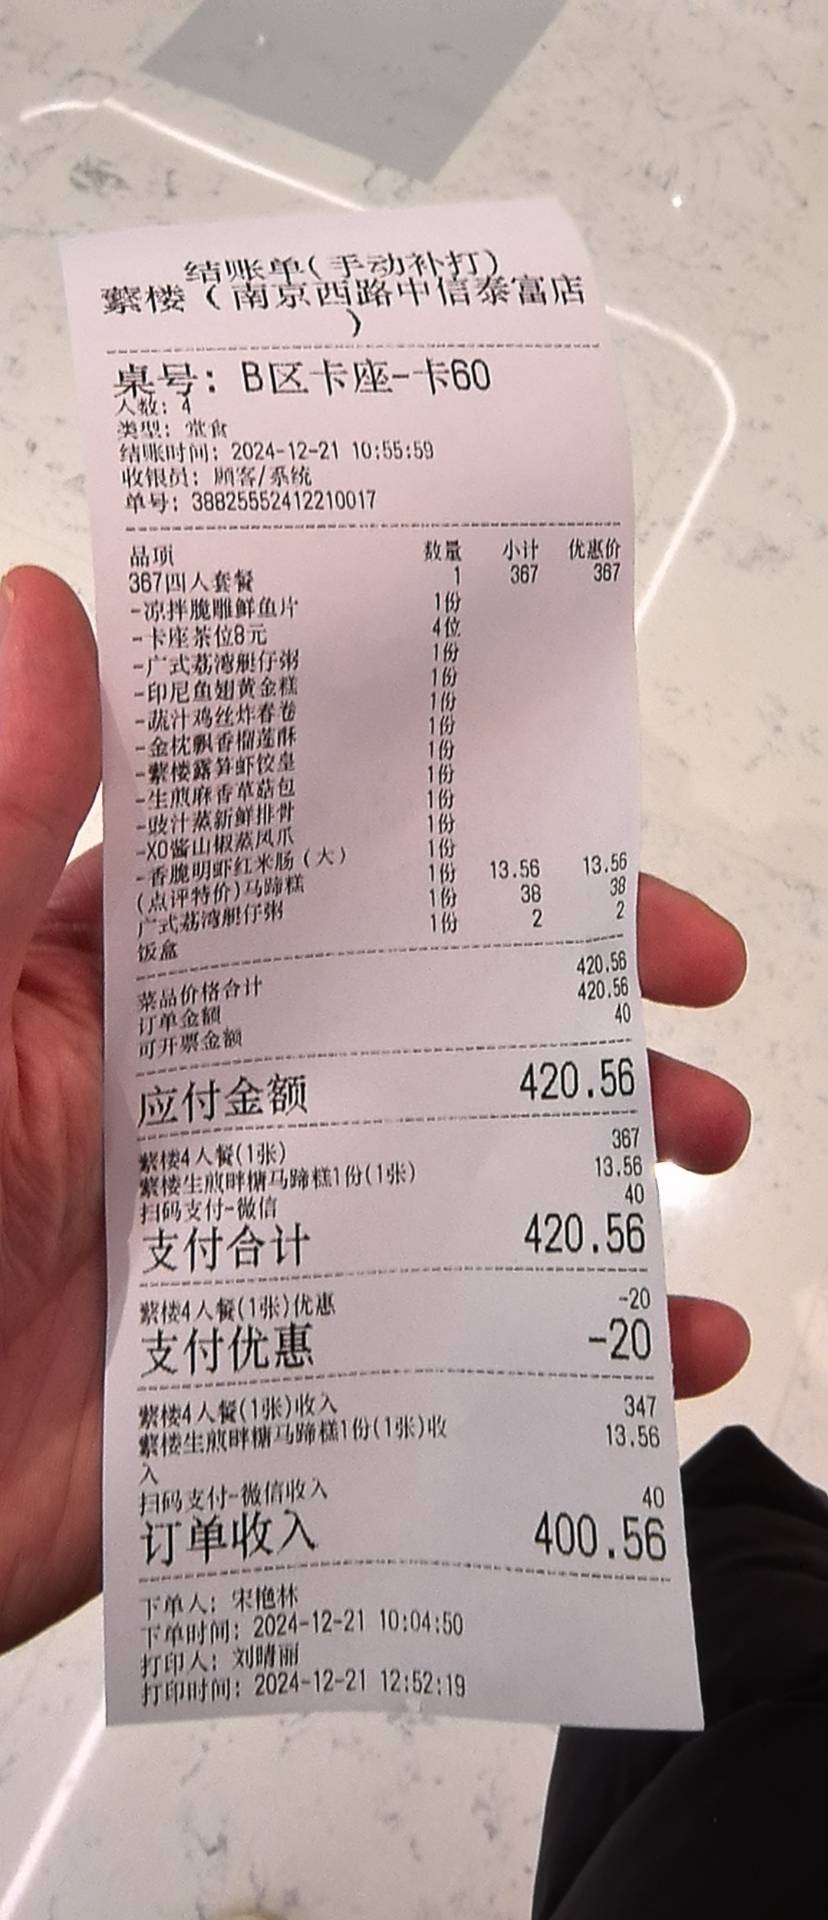 结账单(手动补打)
蘩楼（南京西路中信泰富店
）
桌号: B区卡座-卡60
人数: 4
类型: 堂食
结账时间: 2024-12-21 10:55:59
收银员: 顾客/系统
单号: 38825552412210017
品项 数量 小计 优惠价
367四人套餐 1 367 367
-凉拌脆雕鲜鱼片 1份
-卡座茶位8元 4位
-广式荔湾艇仔粥 1份
-印尼鱼翅黄金糕 1份
-蔬汁鸡丝炸春卷 1份
-金枕飘香榴莲酥 1份
-蘩楼露笋虾饺皇 1份
-生煎麻香草菇包 1份
-豉汁蒸新鲜排骨 1份
-XO酱山椒蒸凤爪 1份
-香脆明虾红米肠（大） 1份
(点评特价)马蹄糕 1份 13.56 13.56
广式荔湾艇仔粥 1份 38 38
饭盒 1份 2 2
菜品价格合计 420.56
订单金额 420.56
可开票金额 40
应付金额 420.56
蘩楼4人餐(1张) 367
蘩楼生煎畔塘马蹄糕1份(1张) 13.56
扫码支付-微信 40
支付合计 420.56
蘩楼4人餐(1张)优惠 -20
支付优惠 -20
蘩楼4人餐(1张)收入 347
蘩楼生煎畔塘马蹄糕1份(1张)收 13.56
入
扫码支付-微信收入 40
订单收入 400.56
下单人: 宋艳林
下单时间: 2024-12-21 10:04:50
打印人: 刘晴丽
打印时间: 2024-12-21 12:52:19